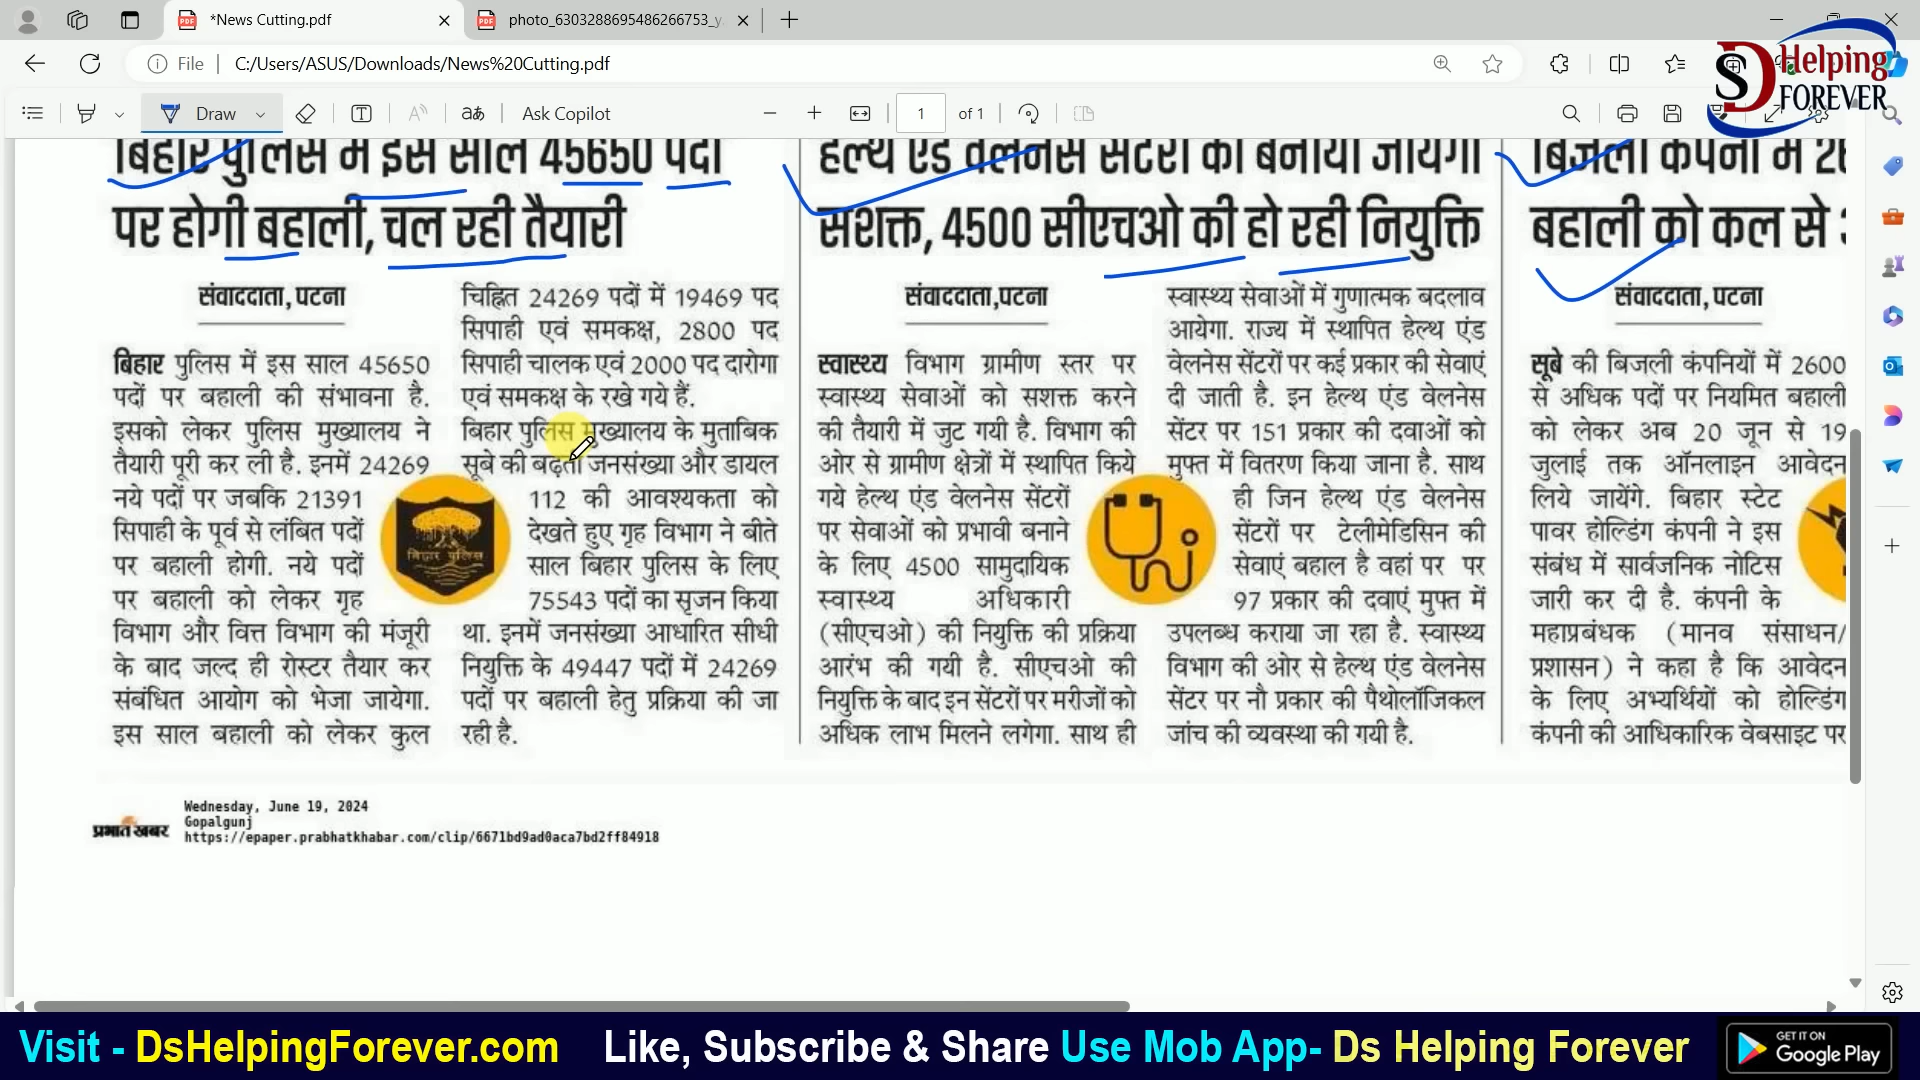 *News Cutting.pdf
photo_6303288695486266753_y
File
C:/Users/ASUS/Downloads/News%20Cutting.pdf
Draw
Ask Copilot
1 of 1
SD Helping FOREVER
बिहार पुलिस में इस साल 45650 पदों
पर होगी बहाली, चल रही तैयारी
संवाददाता, पटना
बिहार पुलिस में इस साल 45650
पदों पर बहाली की संभावना है.
इसको लेकर पुलिस मुख्यालय ने
तैयारी पूरी कर ली है. इनमें 24269
नये पदों पर जबकि 21391
सिपाही के पूर्व से लंबित पदों
पर बहाली होगी. नये पदों
पर बहाली को लेकर गृह
विभाग और वित्त विभाग की मंजूरी
के बाद जल्द ही रोस्टर तैयार कर
संबंधित आयोग को भेजा जायेगा.
इस साल बहाली को लेकर कुल
चिह्नित 24269 पदों में 19469 पद
सिपाही एवं समकक्ष, 2800 पद
सिपाही चालक एवं 2000 पद दारोगा
एवं समकक्ष के रखे गये हैं.
बिहार पुलिस मुख्यालय के मुताबिक
सूबे की बढ़ती जनसंख्या और डायल
112 की आवश्यकता को
देखते हुए गृह विभाग ने बीते
साल बिहार पुलिस के लिए
75543 पदों का सृजन किया
था. इनमें जनसंख्या आधारित सीधी
नियुक्ति के 49447 पदों में 24269
पदों पर बहाली हेतु प्रक्रिया की जा
रही है.
बिहार पुलिस
हेल्थ एंड वेलनेस सेंटरों को बनाया जायेगा
सशक्त, 4500 सीएचओ की हो रही नियुक्ति
संवाददाता,पटना
स्वास्थ्य विभाग ग्रामीण स्तर पर
स्वास्थ्य सेवाओं को सशक्त करने
की तैयारी में जुट गयी है. विभाग की
ओर से ग्रामीण क्षेत्रों में स्थापित किये
गये हेल्थ एंड वेलनेस सेंटरों
पर सेवाओं को प्रभावी बनाने
के लिए 4500 सामुदायिक
स्वास्थ्य अधिकारी
(सीएचओ) की नियुक्ति की प्रक्रिया
आरंभ की गयी है. सीएचओ की
नियुक्ति के बाद इन सेंटरों पर मरीजों को
अधिक लाभ मिलने लगेगा. साथ ही
स्वास्थ्य सेवाओं में गुणात्मक बदलाव
आयेगा. राज्य में स्थापित हेल्थ एंड
वेलनेस सेंटरों पर कई प्रकार की सेवाएं
दी जाती है. इन हेल्थ एंड वेलनेस
सेंटर पर 151 प्रकार की दवाओं को
मुफ्त में वितरण किया जाना है. साथ
ही जिन हेल्थ एंड वेलनेस
सेंटरों पर टेलीमेडिसिन की
सेवाएं बहाल है वहां पर पर
97 प्रकार की दवाएं मुफ्त में
उपलब्ध कराया जा रहा है. स्वास्थ्य
विभाग की ओर से हेल्थ एंड वेलनेस
सेंटर पर नौ प्रकार की पैथोलॉजिकल
जांच की व्यवस्था की गयी है.
बिजली कंपनी में 26
बहाली को कल से
संवाददाता, पटना
सूबे की बिजली कंपनियों में 2600
से अधिक पदों पर नियमित बहाली
को लेकर अब 20 जून से 19
जुलाई तक ऑनलाइन आवेदन
लिये जायेंगे. बिहार स्टेट
पावर होल्डिंग कंपनी ने इस
संबंध में सार्वजनिक नोटिस
जारी कर दी है. कंपनी के
महाप्रबंधक (मानव संसाधन/
प्रशासन) ने कहा है कि आवेदन
के लिए अभ्यर्थियों को होल्डिंग
कंपनी की आधिकारिक वेबसाइट पर
प्रभात खबर
Wednesday, June 19, 2024
Gopalgunj
https://epaper.prabhatkhabar.com/clip/6671bd9ad0aca7bd2ff84918
Visit - DsHelpingForever.com Like, Subscribe & Share Use Mob App- Ds Helping Forever
GET IT ON
Google Play